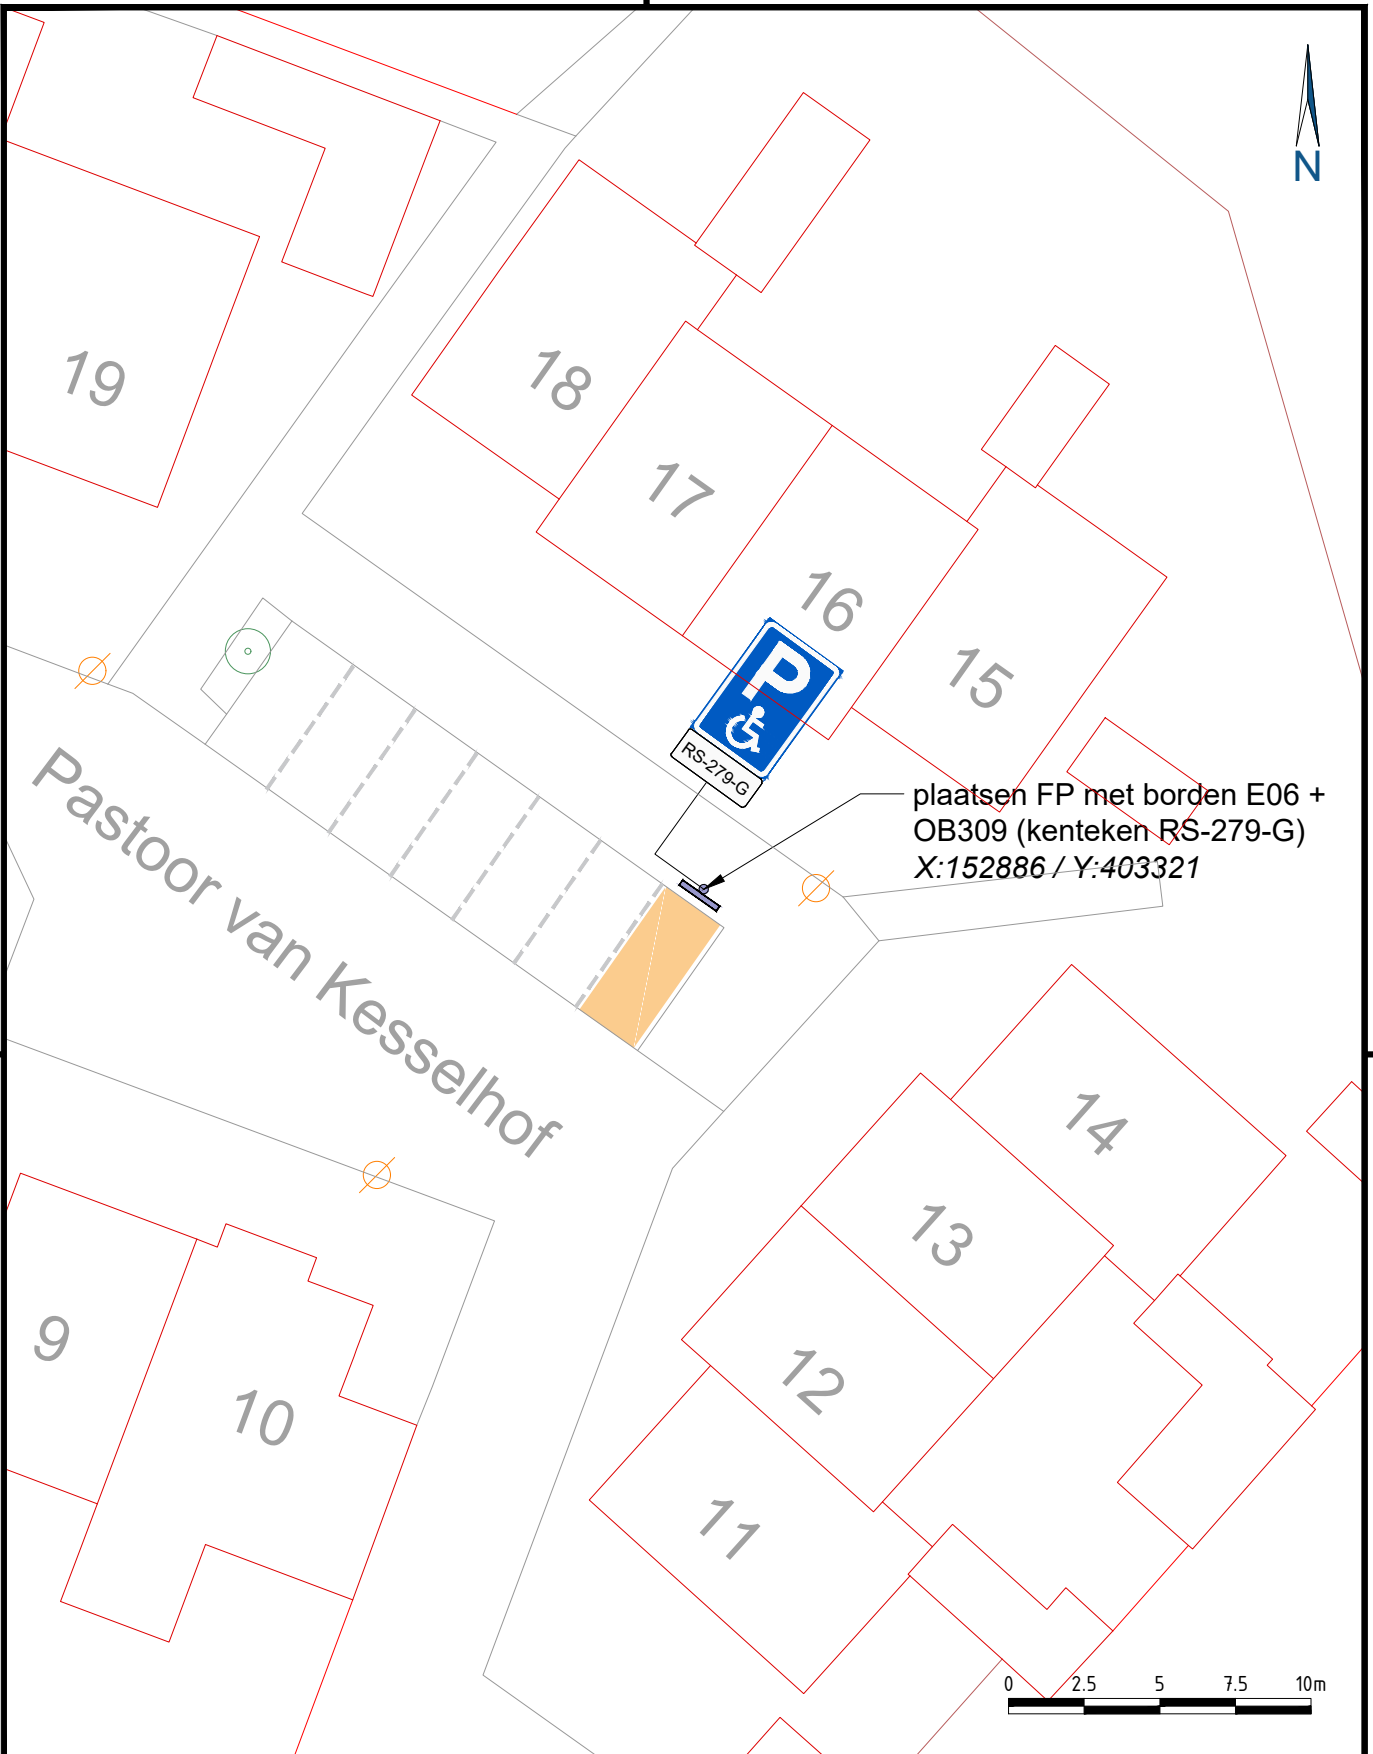 N
19
18
17
16
15
P
RS-279-G
plaatsen FP met borden E06 +
OB309 (kenteken RS-279-G)
X:152886 / Y:403321
Pastoor van Kesselhof
14
13
12
11
9
10
0 2.5 5 7.5 10m